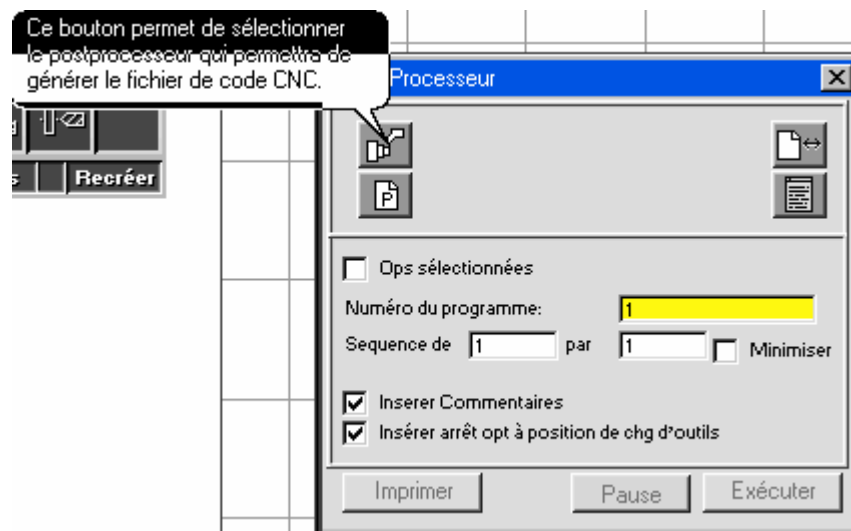 Ce bouton permet de sélectionner
le postprocesseur qui permettra de
générer le fichier de code CNC.
Processeur
Recréer
P
Ops sélectionnées
Numéro du programme: 1
Sequence de 1 par 1 Minimiser
Inserer Commentaires
Insérer arrêt opt à position de chg d'outils
Imprimer Pause Exécuter